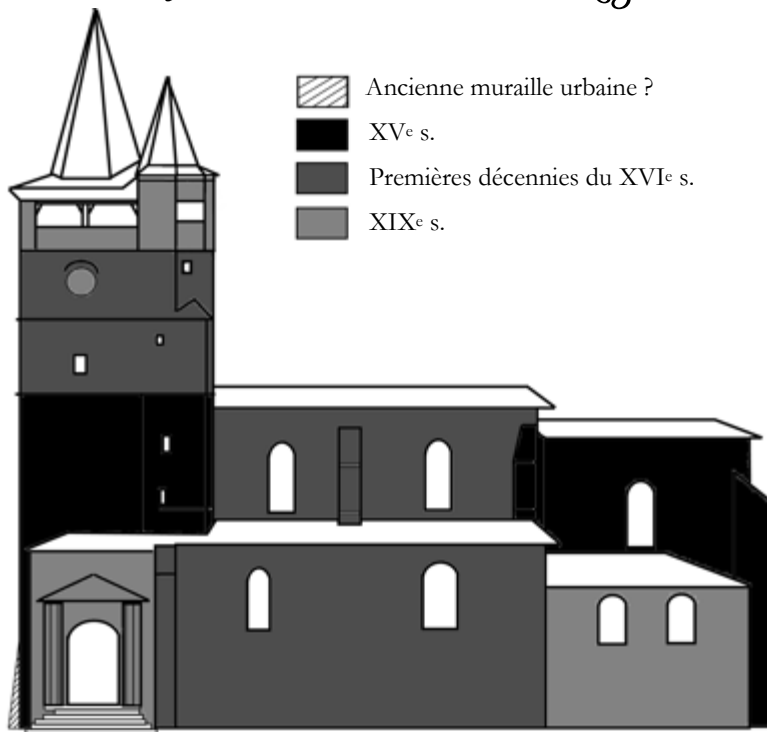 Ancienne muraille urbaine ?
XVe s.
Premières décennies du XVIe s.
XIXe s.